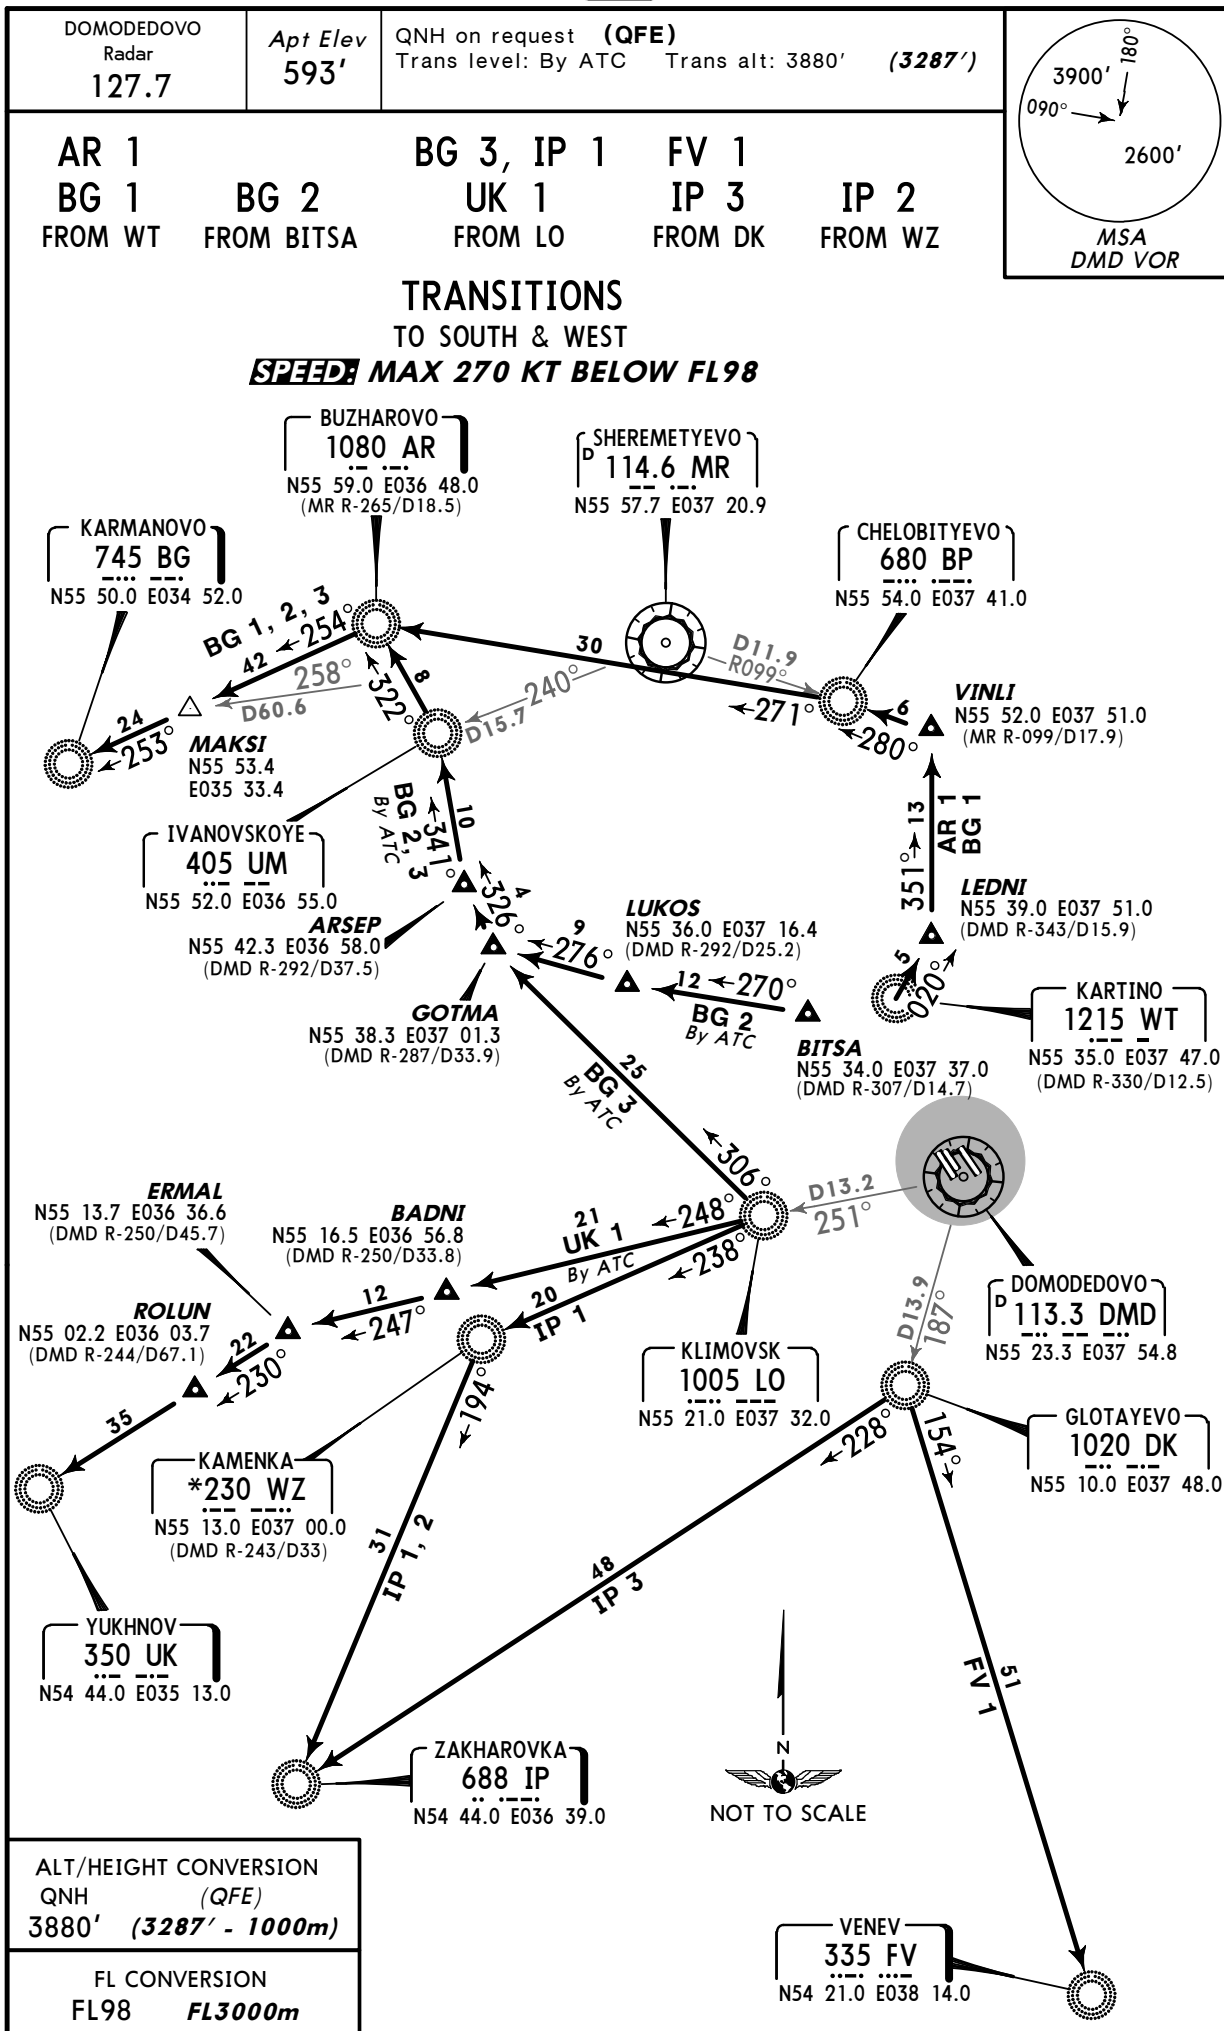 DOMODEDOVO
Radar
127.7
Apt Elev
593'
QNH on request (QFE)
Trans level: By ATC Trans alt: 3880' (3287')
180°
3900'
090°
2600'
MSA
DMD VOR
AR 1
BG 1
FROM WT
BG 2
FROM BITSA
BG 3, IP 1
UK 1
FROM LO
FV 1
IP 3
FROM DK
IP 2
FROM WZ
TRANSITIONS
TO SOUTH & WEST
SPEED: MAX 270 KT BELOW FL98
BUZHAROVO
1080 AR
N55 59.0 E036 48.0
(MR R-265/D18.5)
D
SHEREMETYEVO
114.6 MR
N55 57.7 E037 20.9
KARMANOVO
745 BG
N55 50.0 E034 52.0
CHELOBITYEVO
680 BP
N55 54.0 E037 41.0
BG 1, 2, 3
254°
42
258°
D60.6
24
253°
MAKSI
N55 53.4
E035 33.4
322°
8
240°
D15.7
30
D11.9
R099°
271°
6
280°
VINLI
N55 52.0 E037 51.0
(MR R-099/D17.9)
IVANOVSKOYE
405 UM
N55 52.0 E036 55.0
BG 2, 3
By ATC
341°
10
351°
13
AR 1
BG 1
LEDNI
N55 39.0 E037 51.0
(DMD R-343/D15.9)
ARSEP
N55 42.3 E036 58.0
(DMD R-292/D37.5)
4
326°
9
276°
LUKOS
N55 36.0 E037 16.4
(DMD R-292/D25.2)
12
270°
BG 2
By ATC
5
020°
KARTINO
1215 WT
N55 35.0 E037 47.0
(DMD R-330/D12.5)
GOTMA
N55 38.3 E037 01.3
(DMD R-287/D33.9)
BITSA
N55 34.0 E037 37.0
(DMD R-307/D14.7)
25
BG 3
By ATC
306°
D13.2
251°
ERMAL
N55 13.7 E036 36.6
(DMD R-250/D45.7)
BADNI
N55 16.5 E036 56.8
(DMD R-250/D33.8)
21
248°
UK 1
By ATC
238°
20
IP 1
D13.9
187°
D
DOMODEDOVO
113.3 DMD
N55 23.3 E037 54.8
ROLUN
N55 02.2 E036 03.7
(DMD R-244/D67.1)
12
247°
22
230°
35
KLIMOVSK
1005 LO
N55 21.0 E037 32.0
194°
228°
154°
GLOTAYEVO
1020 DK
N55 10.0 E037 48.0
KAMENKA
*230 WZ
N55 13.0 E037 00.0
(DMD R-243/D33)
31
IP 1, 2
48
IP 3
YUKHNOV
350 UK
N54 44.0 E035 13.0
51
FV 1
ZAKHAROVKA
688 IP
N54 44.0 E036 39.0
N
NOT TO SCALE
ALT/HEIGHT CONVERSION
QNH (QFE)
3880' (3287' - 1000m)
FL CONVERSION
FL98 FL3000m
VENEV
335 FV
N54 21.0 E038 14.0